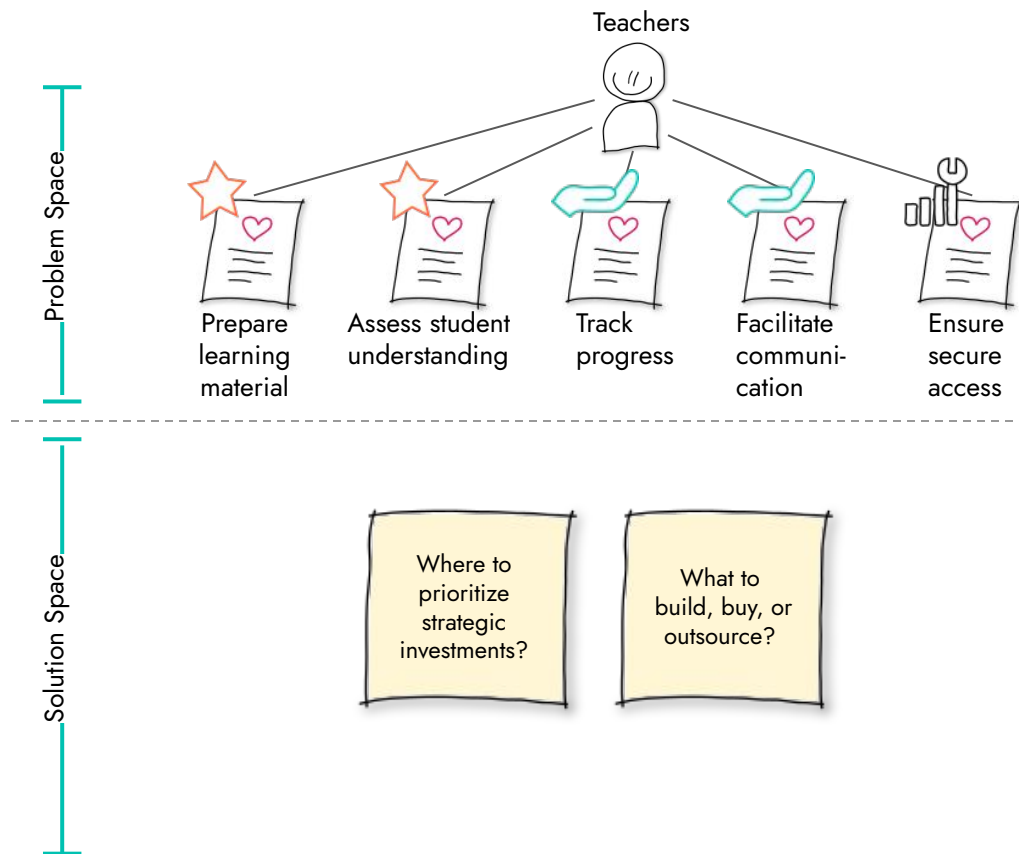 Teachers
Problem Space
Prepare
learning
material
Assess student
understanding
Track
progress
Facilitate
communi-
cation
Ensure
secure
access
Solution Space
Where to
prioritize
strategic
investments?
What to
build, buy, or
outsource?